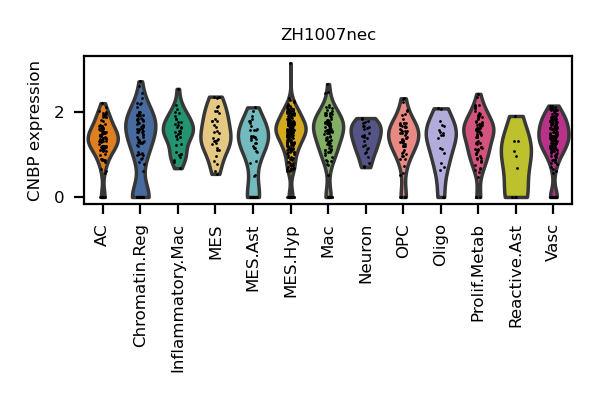 ZH1007nec
CNBP expression
2
0
AC
Chromatin.Reg
Inflammatory.Mac
MES
MES.Ast
MES.Hyp
Mac
Neuron
OPC
Oligo
Prolif.Metab
Reactive.Ast
Vasc